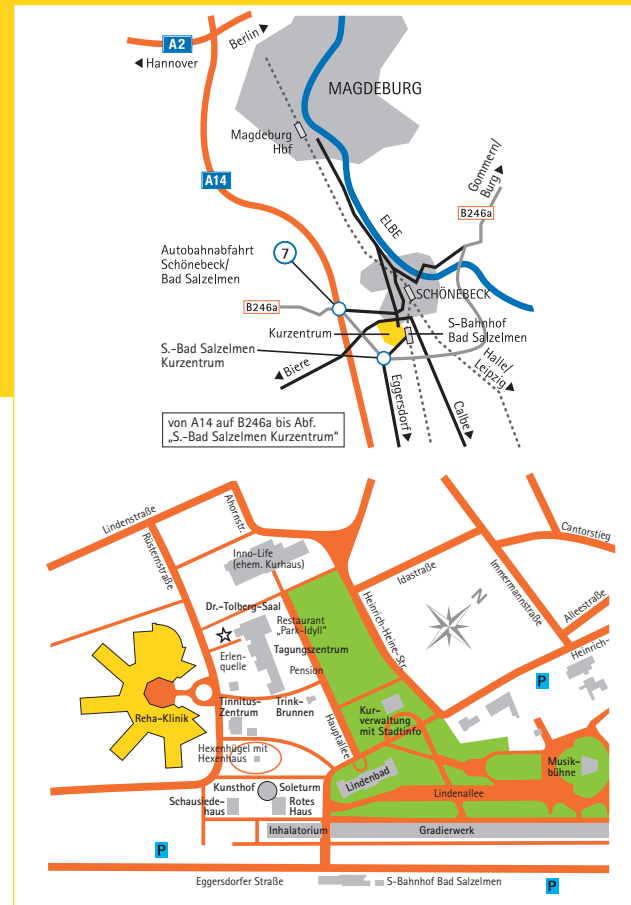 A2
Berlin
Hannover
MAGDEBURG
Magdeburg
Hbf
A14
Gommern/
Burg
B246a
ELBE
Autobahnabfahrt
Schönebeck/
Bad Salzelmen
7
B246a
SCHÖNEBECK
Kurzentrum
S-Bahnhof
Bad Salzelmen
S.-Bad Salzelmen
Kurzentrum
Biere
Halle/
Leipzig
Eggersdorf
Calbe
von A14 auf B246a bis Abf.
„S.-Bad Salzelmen Kurzentrum“
Lindenstraße
Ahornstr.
Rüsternstraße
Cantorstieg
Inno-Life
(ehem. Kurhaus)
Idastraße
Immermannstraße
Alleestraße
N
Heinrich-Heine-Str.
Heinrich-
Dr.-Tolberg-Saal
Restaurant
„Park-Idyll“
Tagungszentrum
Pension
Erlen-
quelle
P
Reha-Klinik
Tinnitus-
Zentrum
Trink-
Brunnen
Hauptallee
Kur-
verwaltung
mit Stadtinfo
Hexenhügel mit
Hexenhaus
Musik-
bühne
Lindenbad
Kunsthof
Soleturm
Lindenallee
Schausiede-
haus
Rotes
Haus
Inhalatorium
Gradierwerk
P
Eggersdorfer Straße
S-Bahnhof Bad Salzelmen
P